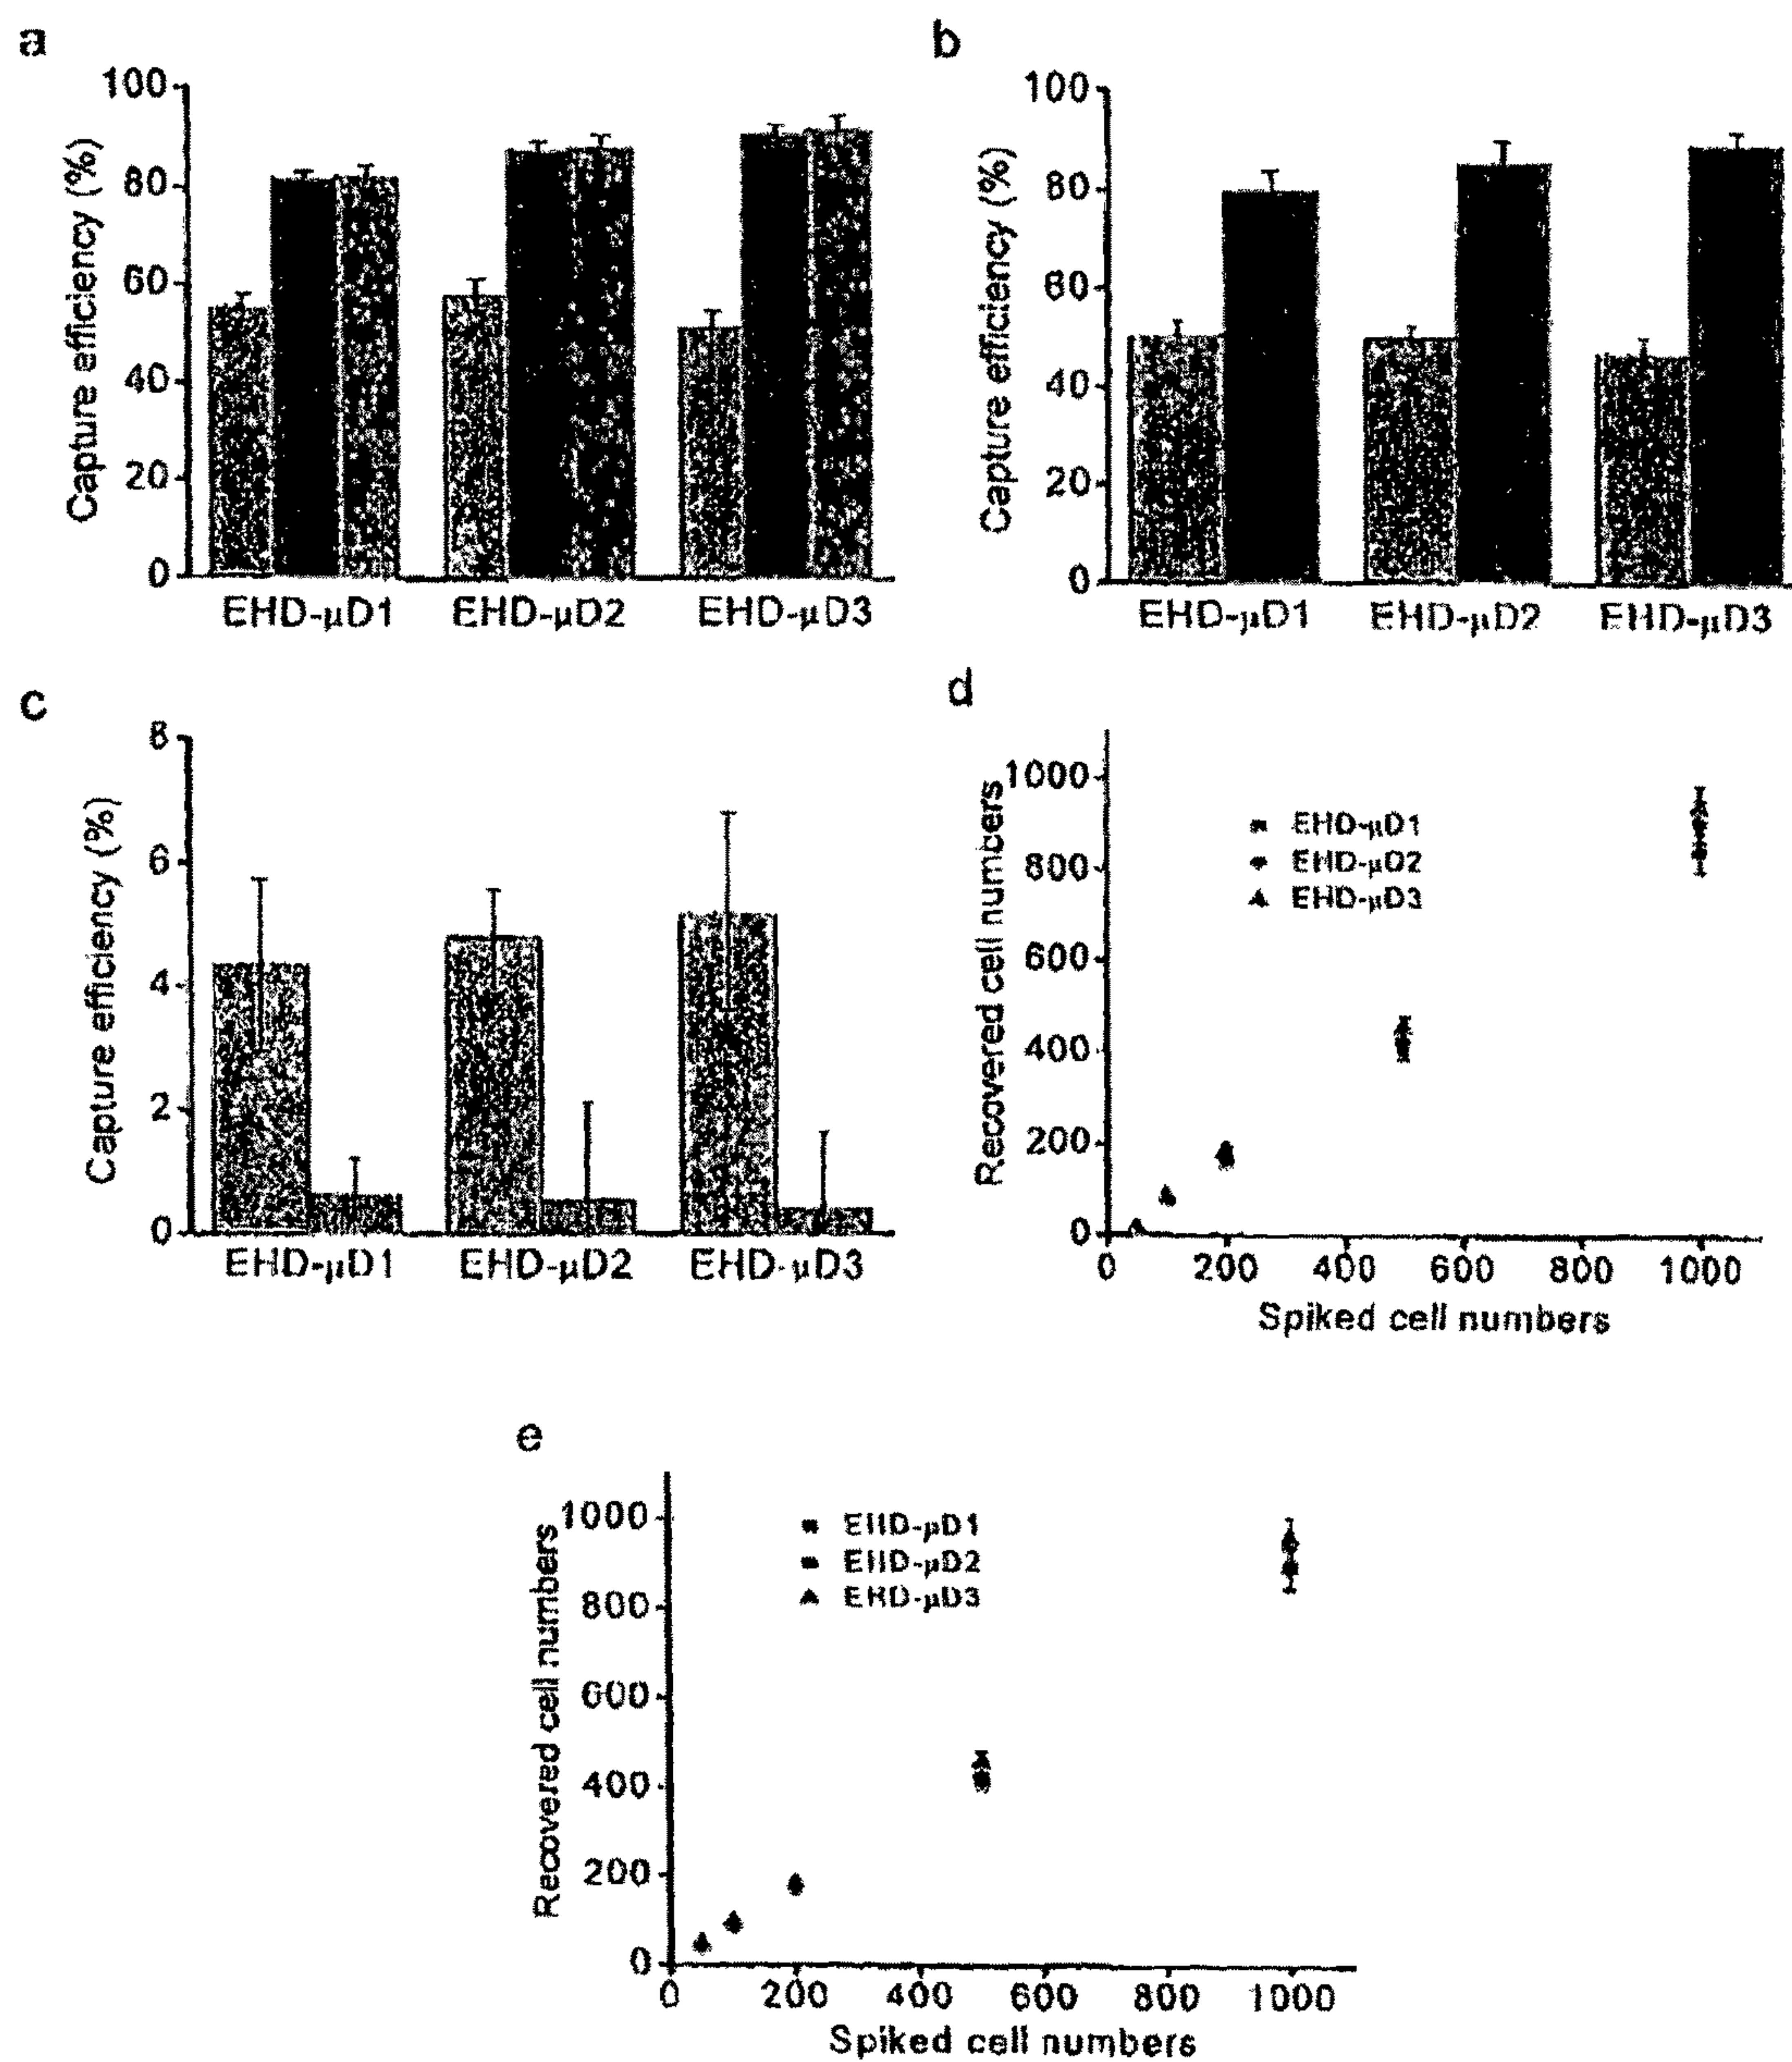 a
100
80
60
40
20
0
Capture efficiency (%)
EHD-µD1 EHD-µD2 EHD-µD3
b
100
80
60
40
20
0
Capture efficiency (%)
EHD-µD1 EHD-µD2 EHD-µD3
c
8
6
4
2
0
Capture efficiency (%)
EHD-µD1 EHD-µD2 EHD-µD3
d
1000
800
600
400
200
0
Recovered cell numbers
EHD-µD1
EHD-µD2
EHD-µD3
0 200 400 600 800 1000
Spiked cell numbers
e
1000
800
600
400
200
0
Recovered cell numbers
EHD-µD1
EHD-µD2
EHD-µD3
0 200 400 600 800 1000
Spiked cell numbers